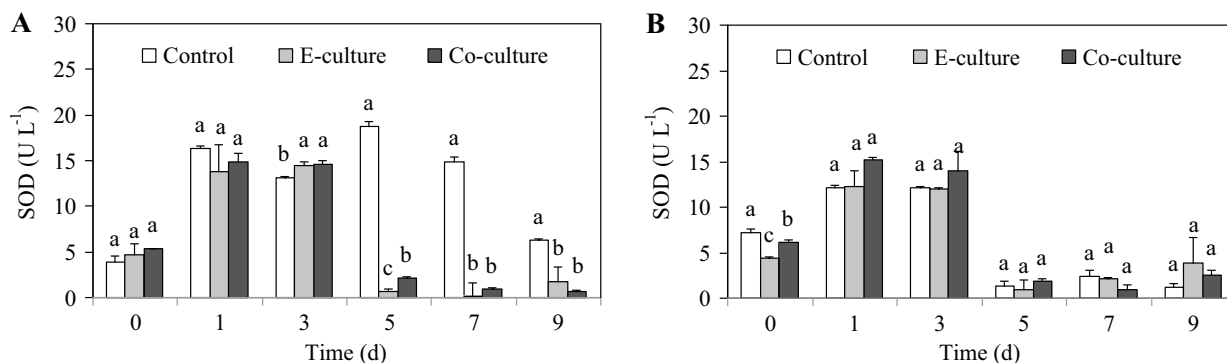 A
SOD (U L-1)
30
25
20
15
10
5
0
Control E-culture Co-culture
a a a a a a b a a a c b a b b a b b
0 1 3 5 7 9
Time (d)
B
SOD (U L-1)
30
25
20
15
10
5
0
Control E-culture Co-culture
a c b a a a a a a a a a a a a a a a
0 1 3 5 7 9
Time (d)